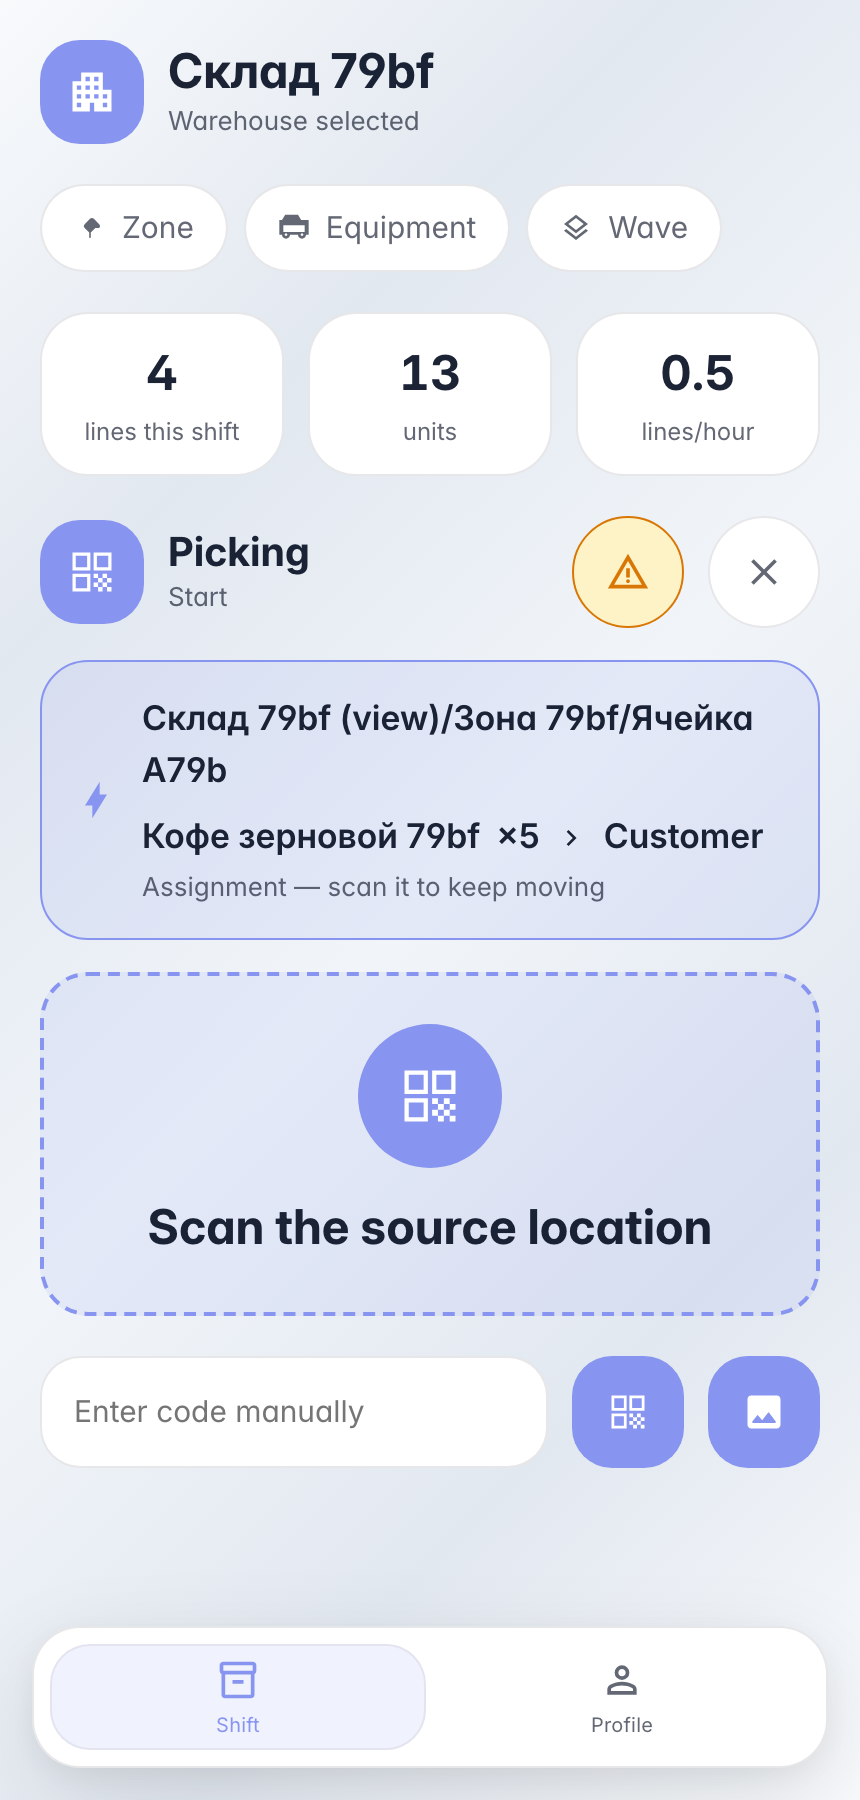 Склад 79bf
Warehouse selected
Zone
Equipment
Wave
4
lines this shift
13
units
0.5
lines/hour
Picking
Start
Склад 79bf (view)/Зона 79bf/Ячейка
A79b
Кофе зерновой 79bf ×5 › Customer
Assignment — scan it to keep moving
Scan the source location
Enter code manually
Shift
Profile